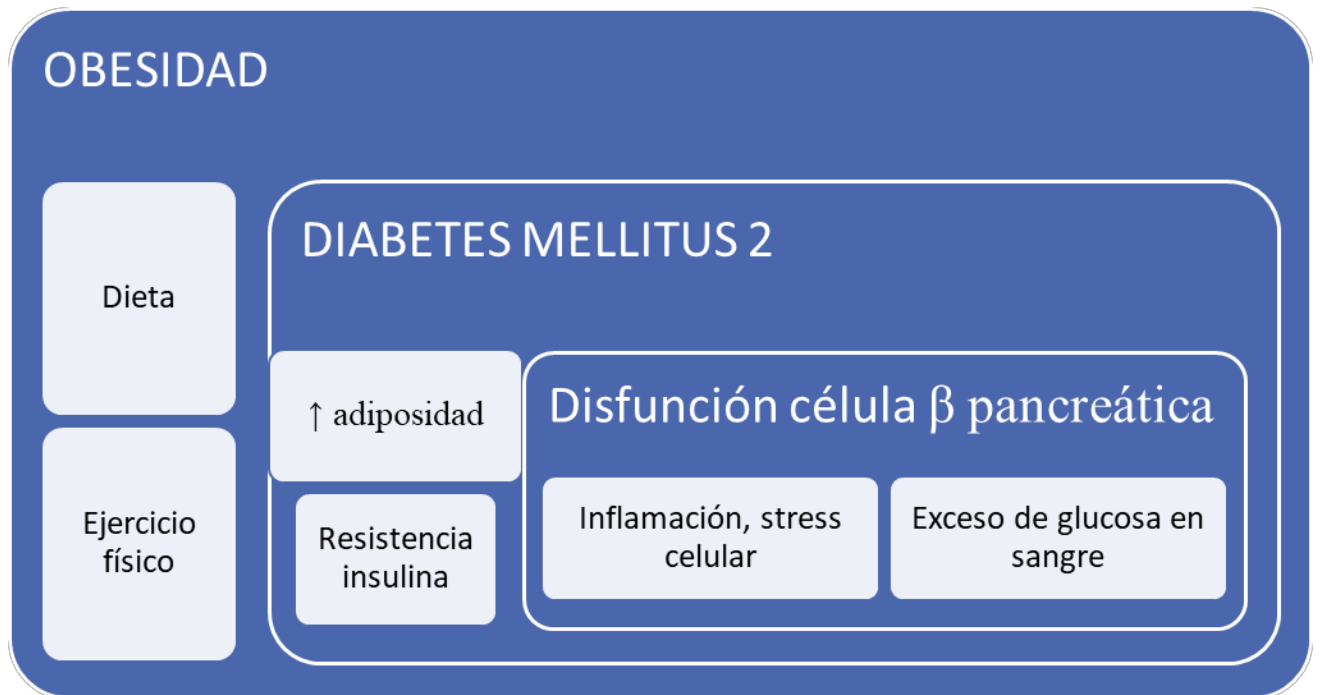 OBESIDAD
Dieta
Ejercicio
físico
DIABETES MELLITUS 2
↑ adiposidad
Resistencia
insulina
Disfunción célula β pancreática
Inflamación, stress
celular
Exceso de glucosa en
sangre